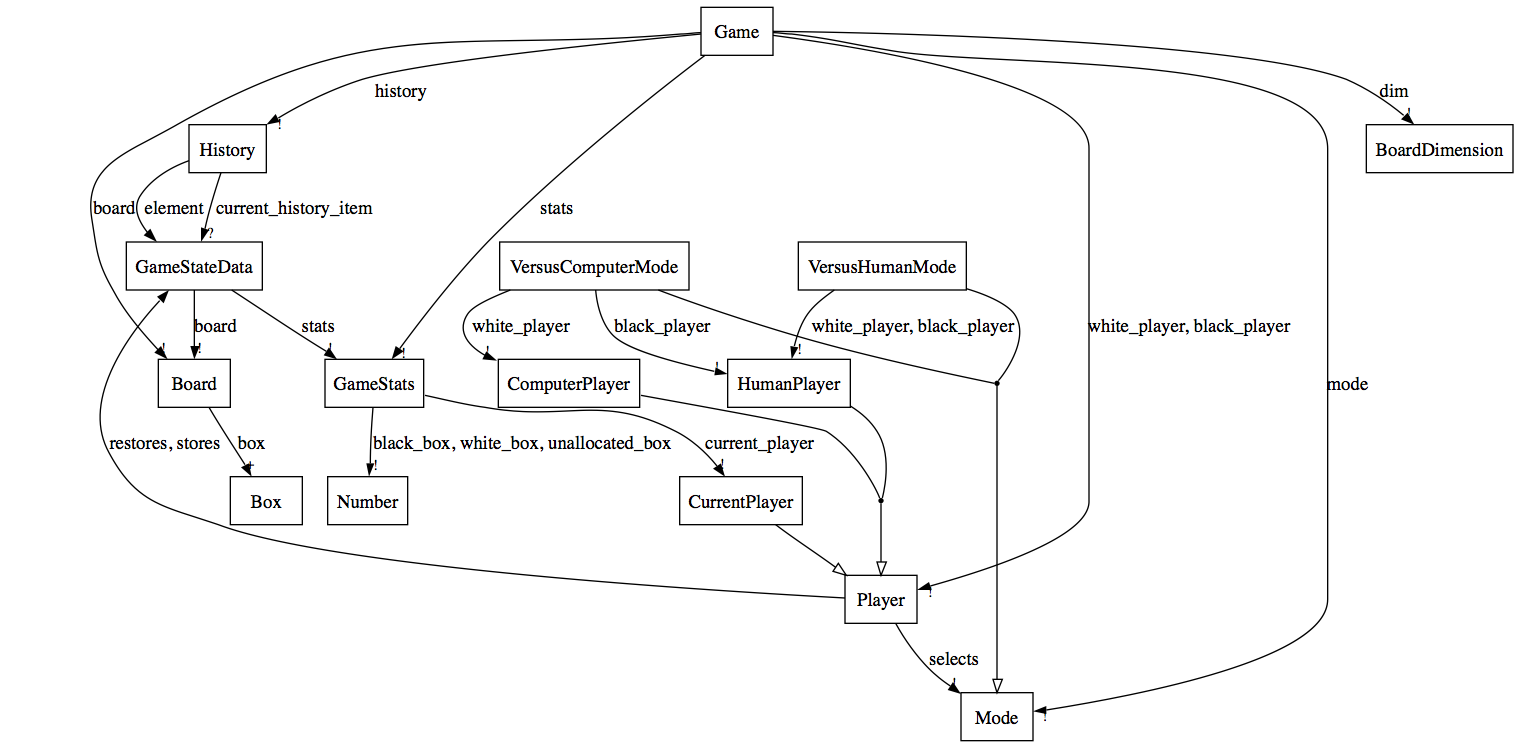 Game
history
!
dim
!
History
BoardDimension
board
element
current_history_item
stats
?
GameStateData
VersusComputerMode
VersusHumanMode
board
stats
white_player
black_player
white_player, black_player
white_player, black_player
!
!
!
!
!
!
!
Board
GameStats
ComputerPlayer
HumanPlayer
mode
restores, stores
box
black_box, white_box, unallocated_box
current_player
+
!
!
Box
Number
CurrentPlayer
!
Player
selects
!
Mode
!